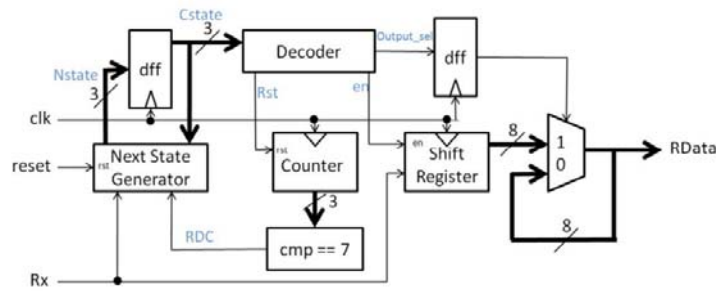 Cstate
3
Nstate
3
dff
Decoder
Output_sel
dff
Rst
en
clk
reset
rst
Next State
Generator
rst
Counter
en
Shift
Register
8
1
0
RData
3
RDC
cmp == 7
8
Rx